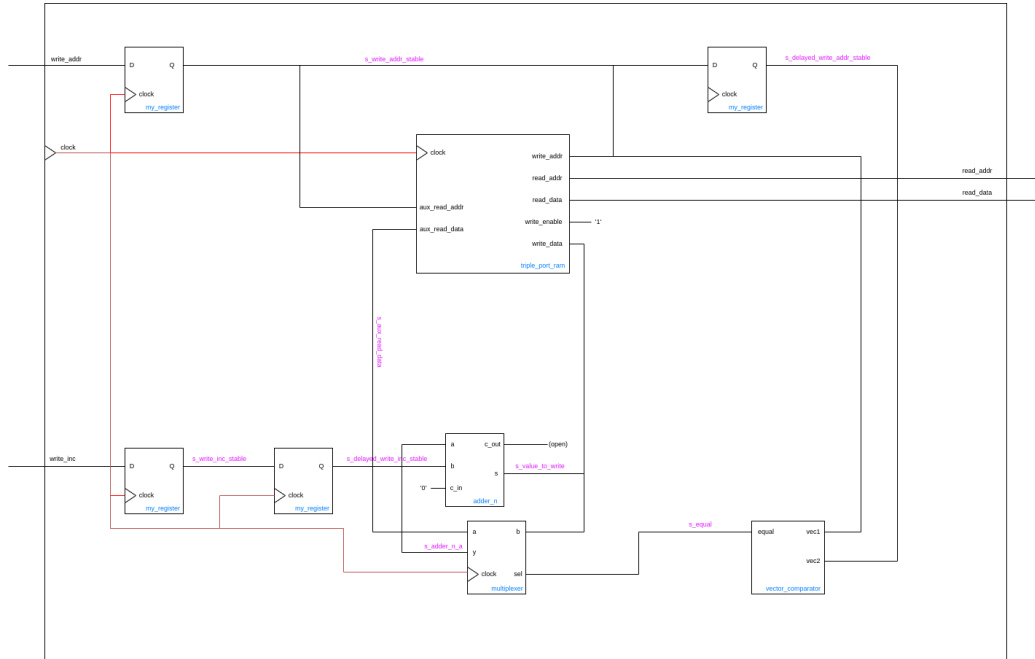 write_addr
D
Q
clock
my_register
s_write_addr_stable
D
Q
clock
my_register
s_delayed_write_addr_stable
clock
clock
write_addr
read_addr
read_data
aux_read_addr
aux_read_data
write_enable
'1'
write_data
triple_port_ram
read_addr
read_data
s_aux_read_data
write_inc
D
Q
clock
my_register
s_write_inc_stable
D
Q
clock
my_register
s_delayed_write_inc_stable
a
c_out
(open)
b
s
s_value_to_write
'0'
c_in
adder_n
s_adder_n_a
a
b
y
clock
sel
multiplexer
s_equal
equal
vec1
vec2
vector_comparator